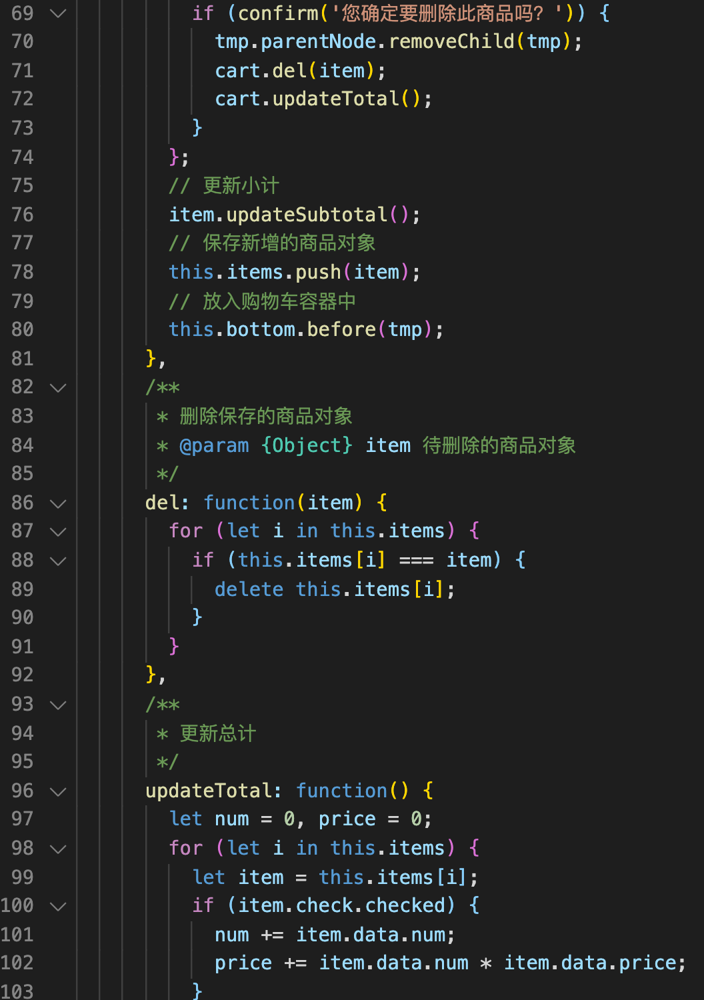 69 if (confirm('您确定要删除此商品吗？')) {
70 tmp.parentNode.removeChild(tmp);
71 cart.del(item);
72 cart.updateTotal();
73 }
74 };
75 // 更新小计
76 item.updateSubtotal();
77 // 保存新增的商品对象
78 this.items.push(item);
79 // 放入购物车容器中
80 this.bottom.before(tmp);
81 },
82 /**
83 * 删除保存的商品对象
84 * @param {Object} item 待删除的商品对象
85 */
86 del: function(item) {
87 for (let i in this.items) {
88 if (this.items[i] === item) {
89 delete this.items[i];
90 }
91 }
92 },
93 /**
94 * 更新总计
95 */
96 updateTotal: function() {
97 let num = 0, price = 0;
98 for (let i in this.items) {
99 let item = this.items[i];
100 if (item.check.checked) {
101 num += item.data.num;
102 price += item.data.num * item.data.price;
103 }